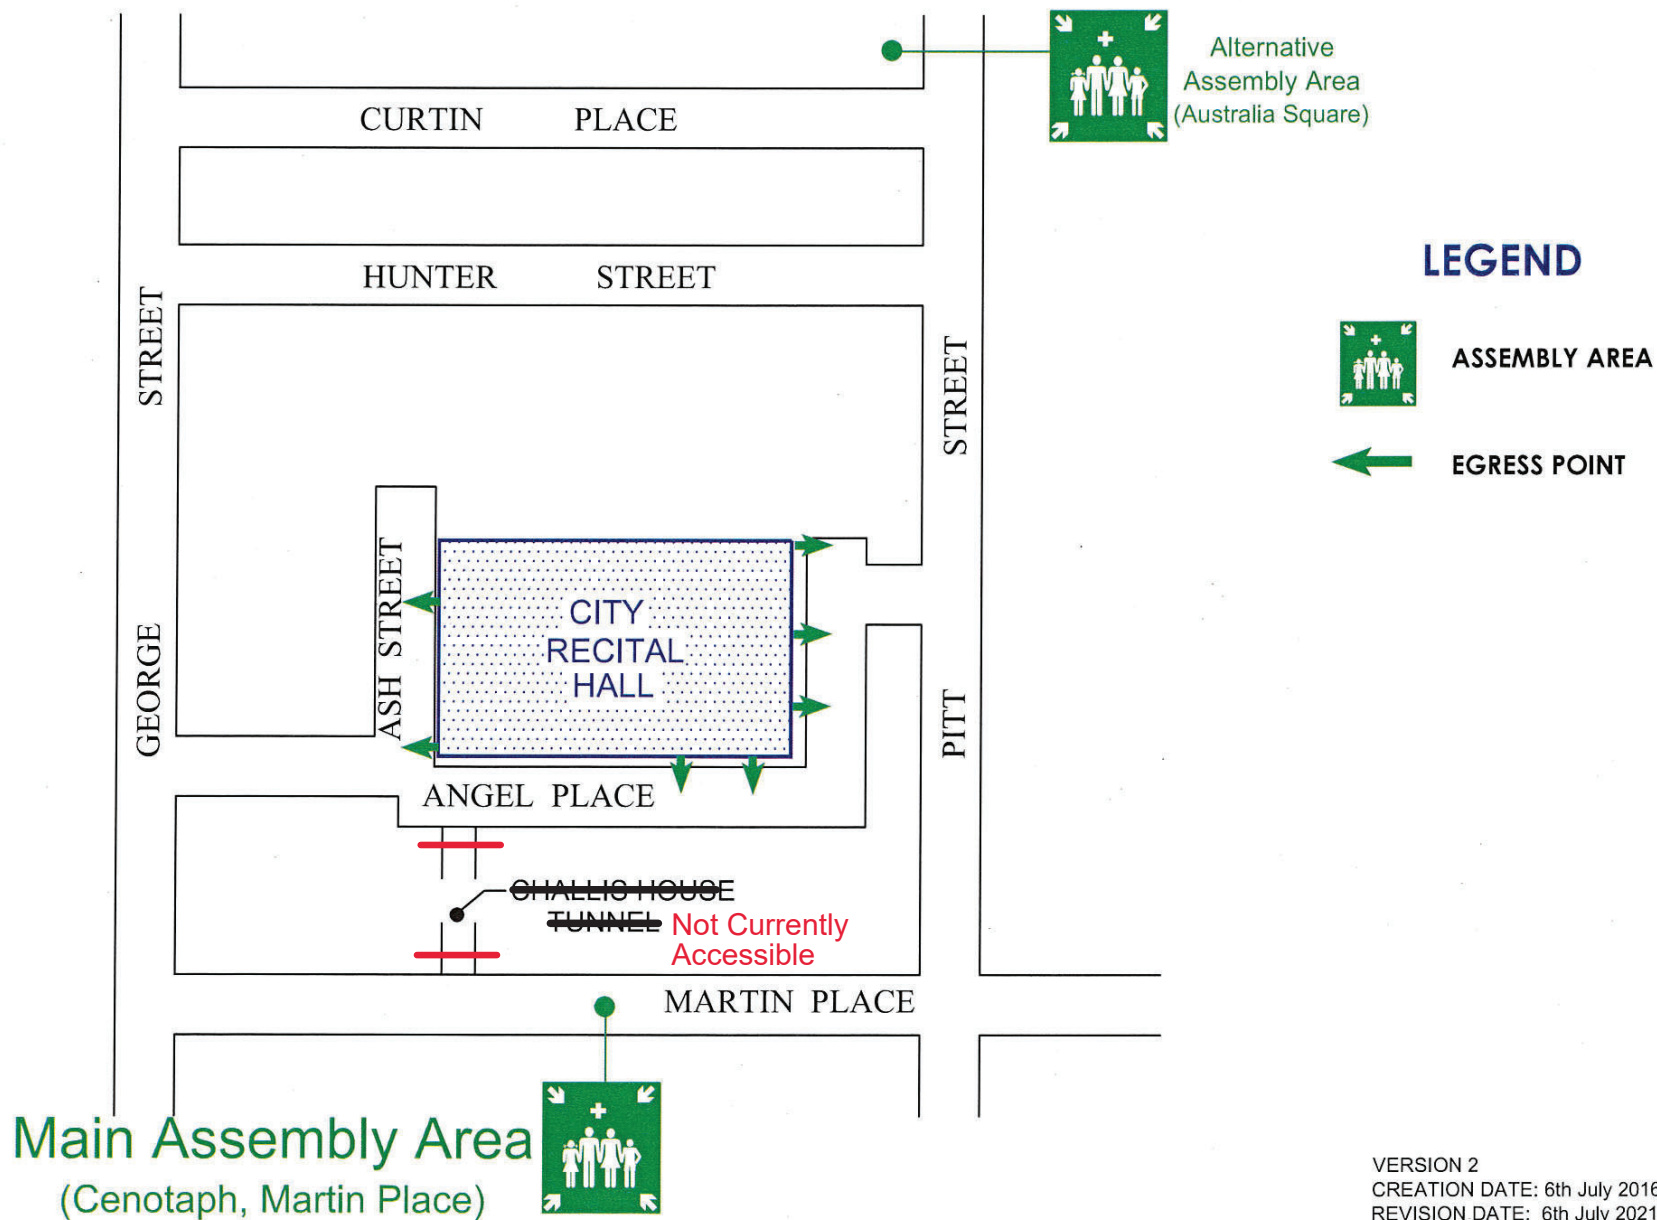 Alternative
Assembly Area
(Australia Square)
CURTIN PLACE
HUNTER STREET
LEGEND
ASSEMBLY AREA
EGRESS POINT
GEORGE STREET
PITT STREET
ASH STREET
CITY
RECITAL
HALL
ANGEL PLACE
CHALLIS HOUSE
TUNNEL Not Currently
Accessible
MARTIN PLACE
Main Assembly Area
(Cenotaph, Martin Place)
VERSION 2
CREATION DATE: 6th July 2016
REVISION DATE: 6th July 2021